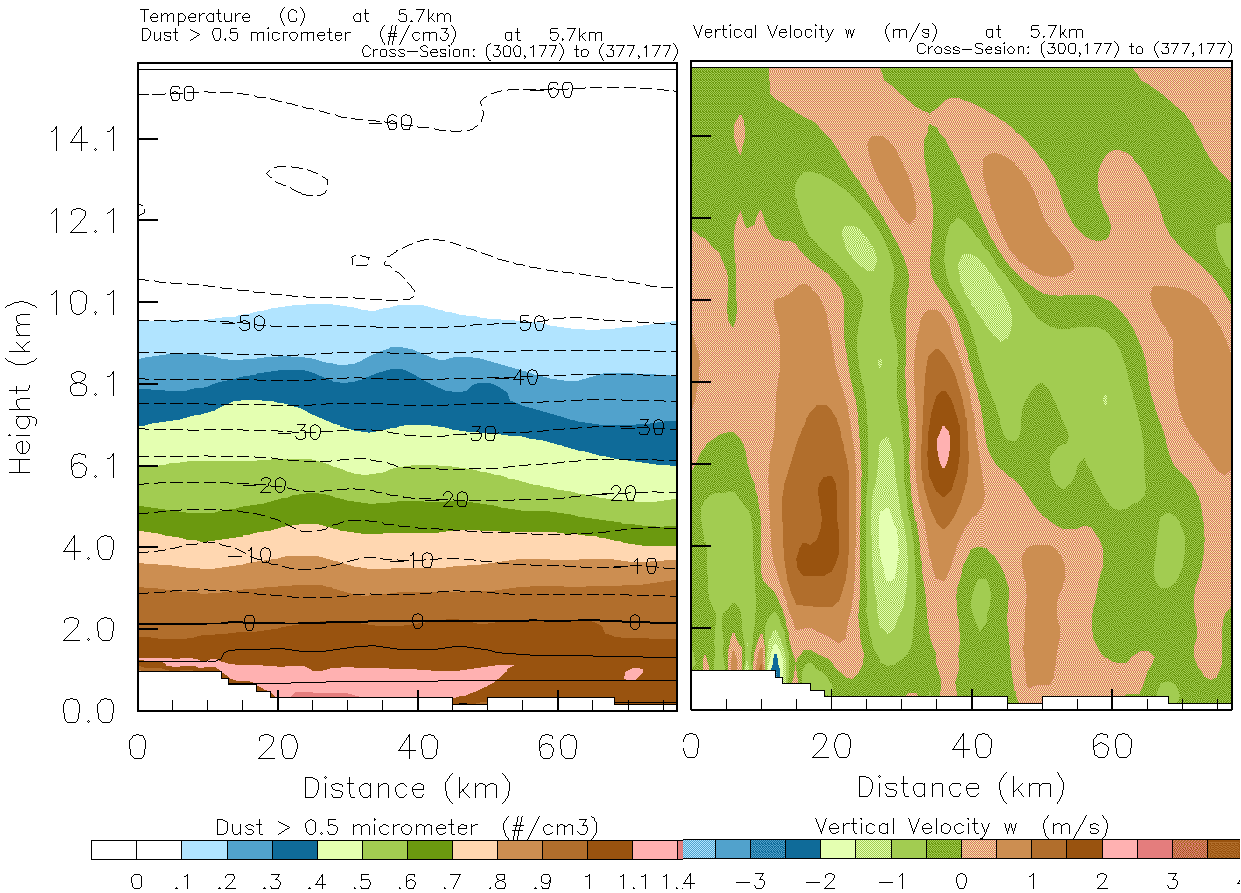 Temperature (C) at 5.7km
Dust > 0.5 micrometer (#/cm3) at 5.7km
Cross-Sesion: (300,177) to (377,177)
Vertical Velocity w (m/s) at 5.7km
Cross-Sesion: (300,177) to (377,177)
Height (km)
14.1
12.1
10.1
8.1
6.1
4.0
2.0
0.0
-60
-60
-60
-50
50
-40
-30
-30
-30
-20
-20
-20
-10
-10
-10
0
0
0
0 20 40 60
Distance (km)
0 20 40 60
Distance (km)
Dust > 0.5 micrometer (#/cm3)
0 .1 .2 .3 .4 .5 .6 .7 .8 .9 1 1.1 1.4
Vertical Velocity w (m/s)
-3 -2 -1 0 1 2 3 4